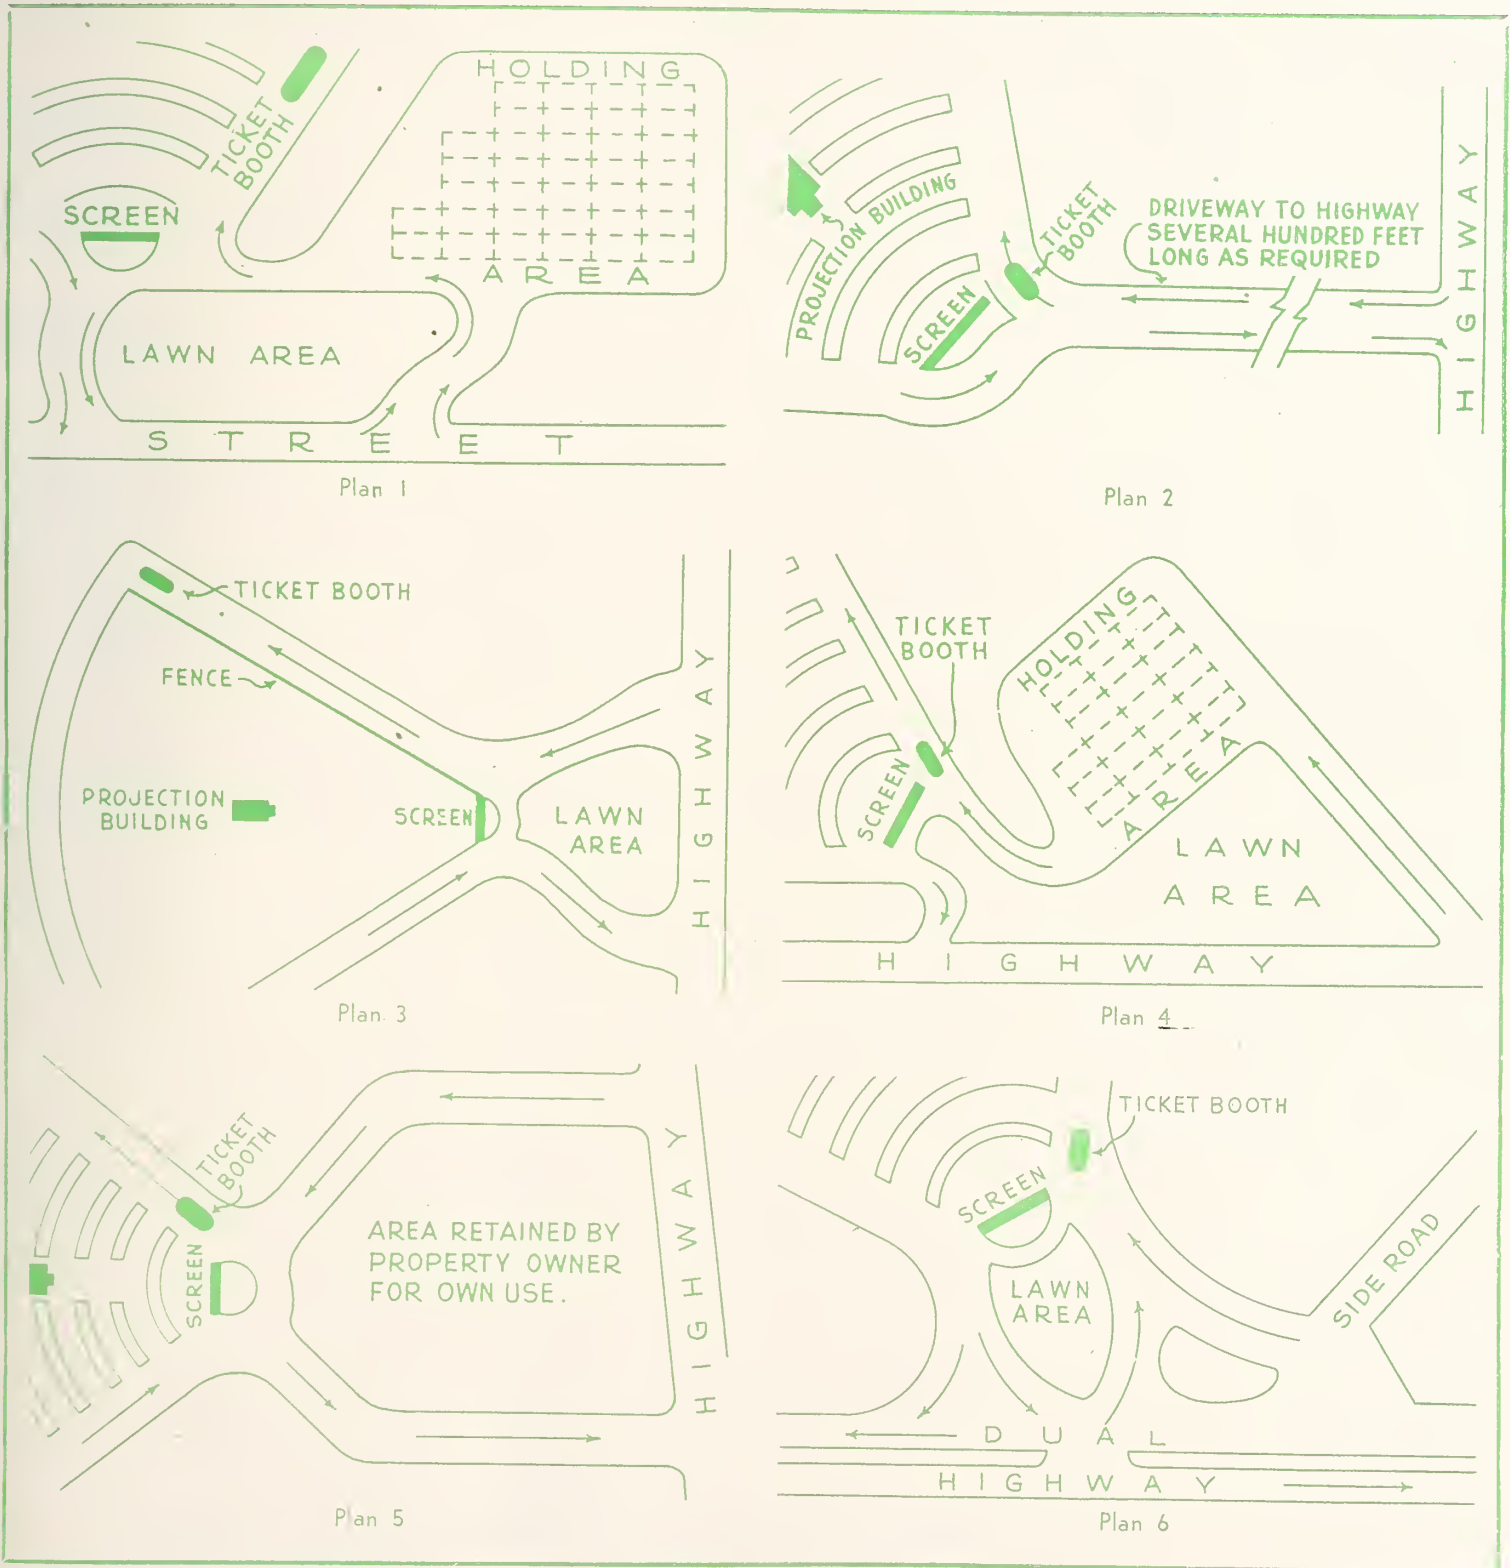 HOLDING
TICKET
BOOTH
SCREEN
AREA
LAWN AREA
STREET
Plan 1
PROJECTION BUILDING
TICKET
BOOTH
DRIVEWAY TO HIGHWAY
SEVERAL HUNDRED FEET
LONG AS REQUIRED
SCREEN
HIGHWAY
Plan 2
TICKET BOOTH
FENCE
PROJECTION
BUILDING
SCREEN
LAWN
AREA
HIGHWAY
Plan 3
TICKET
BOOTH
HOLDING
AREA
SCREEN
LAWN
AREA
HIGHWAY
Plan 4
TICKET
BOOTH
SCREEN
AREA RETAINED BY
PROPERTY OWNER
FOR OWN USE.
HIGHWAY
Plan 5
TICKET BOOTH
SCREEN
LAWN
AREA
SIDE ROAD
DUAL
HIGHWAY
Plan 6